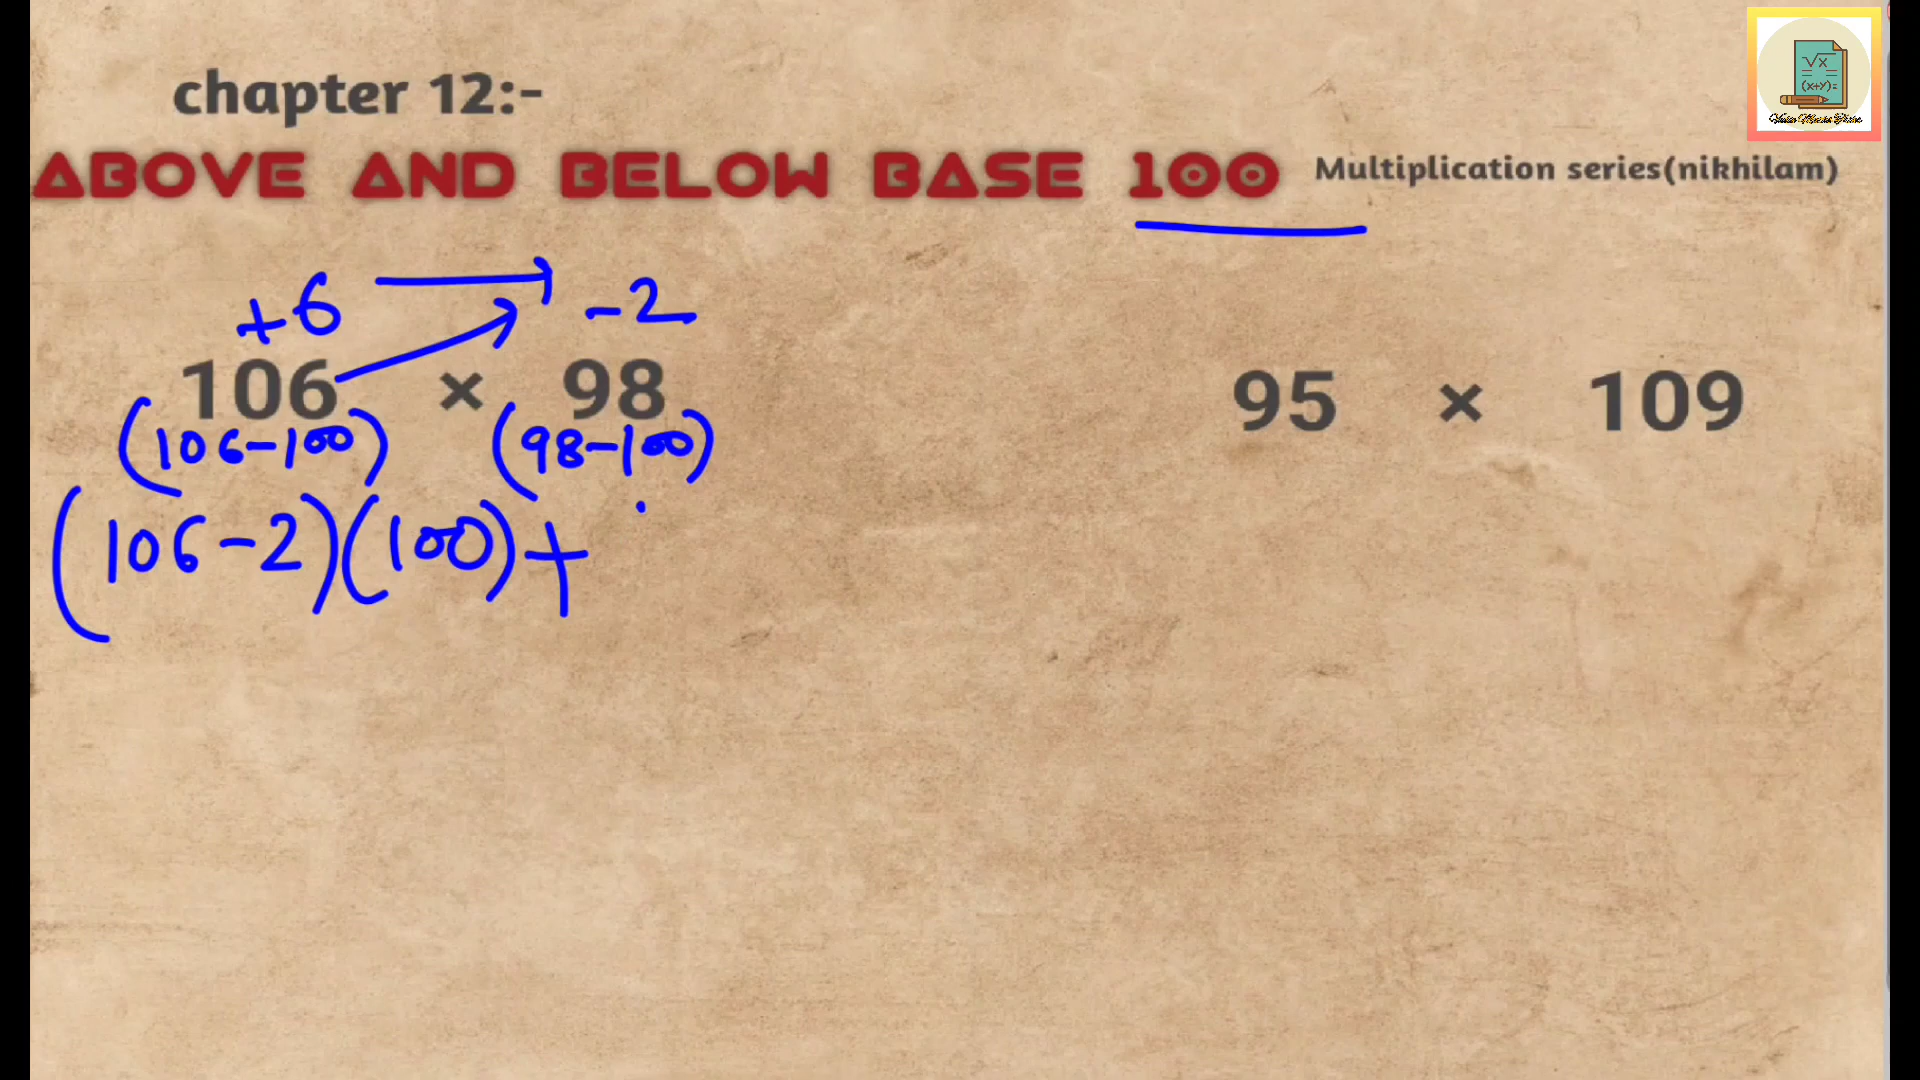 chapter 12:-
ABOVE AND BELOW BASE 100 Multiplication series(nikhilam)
+6 -2
106 × 98
(106-100) (98-100)
(106-2)(100)+
95 × 109
√x
(x+y)=